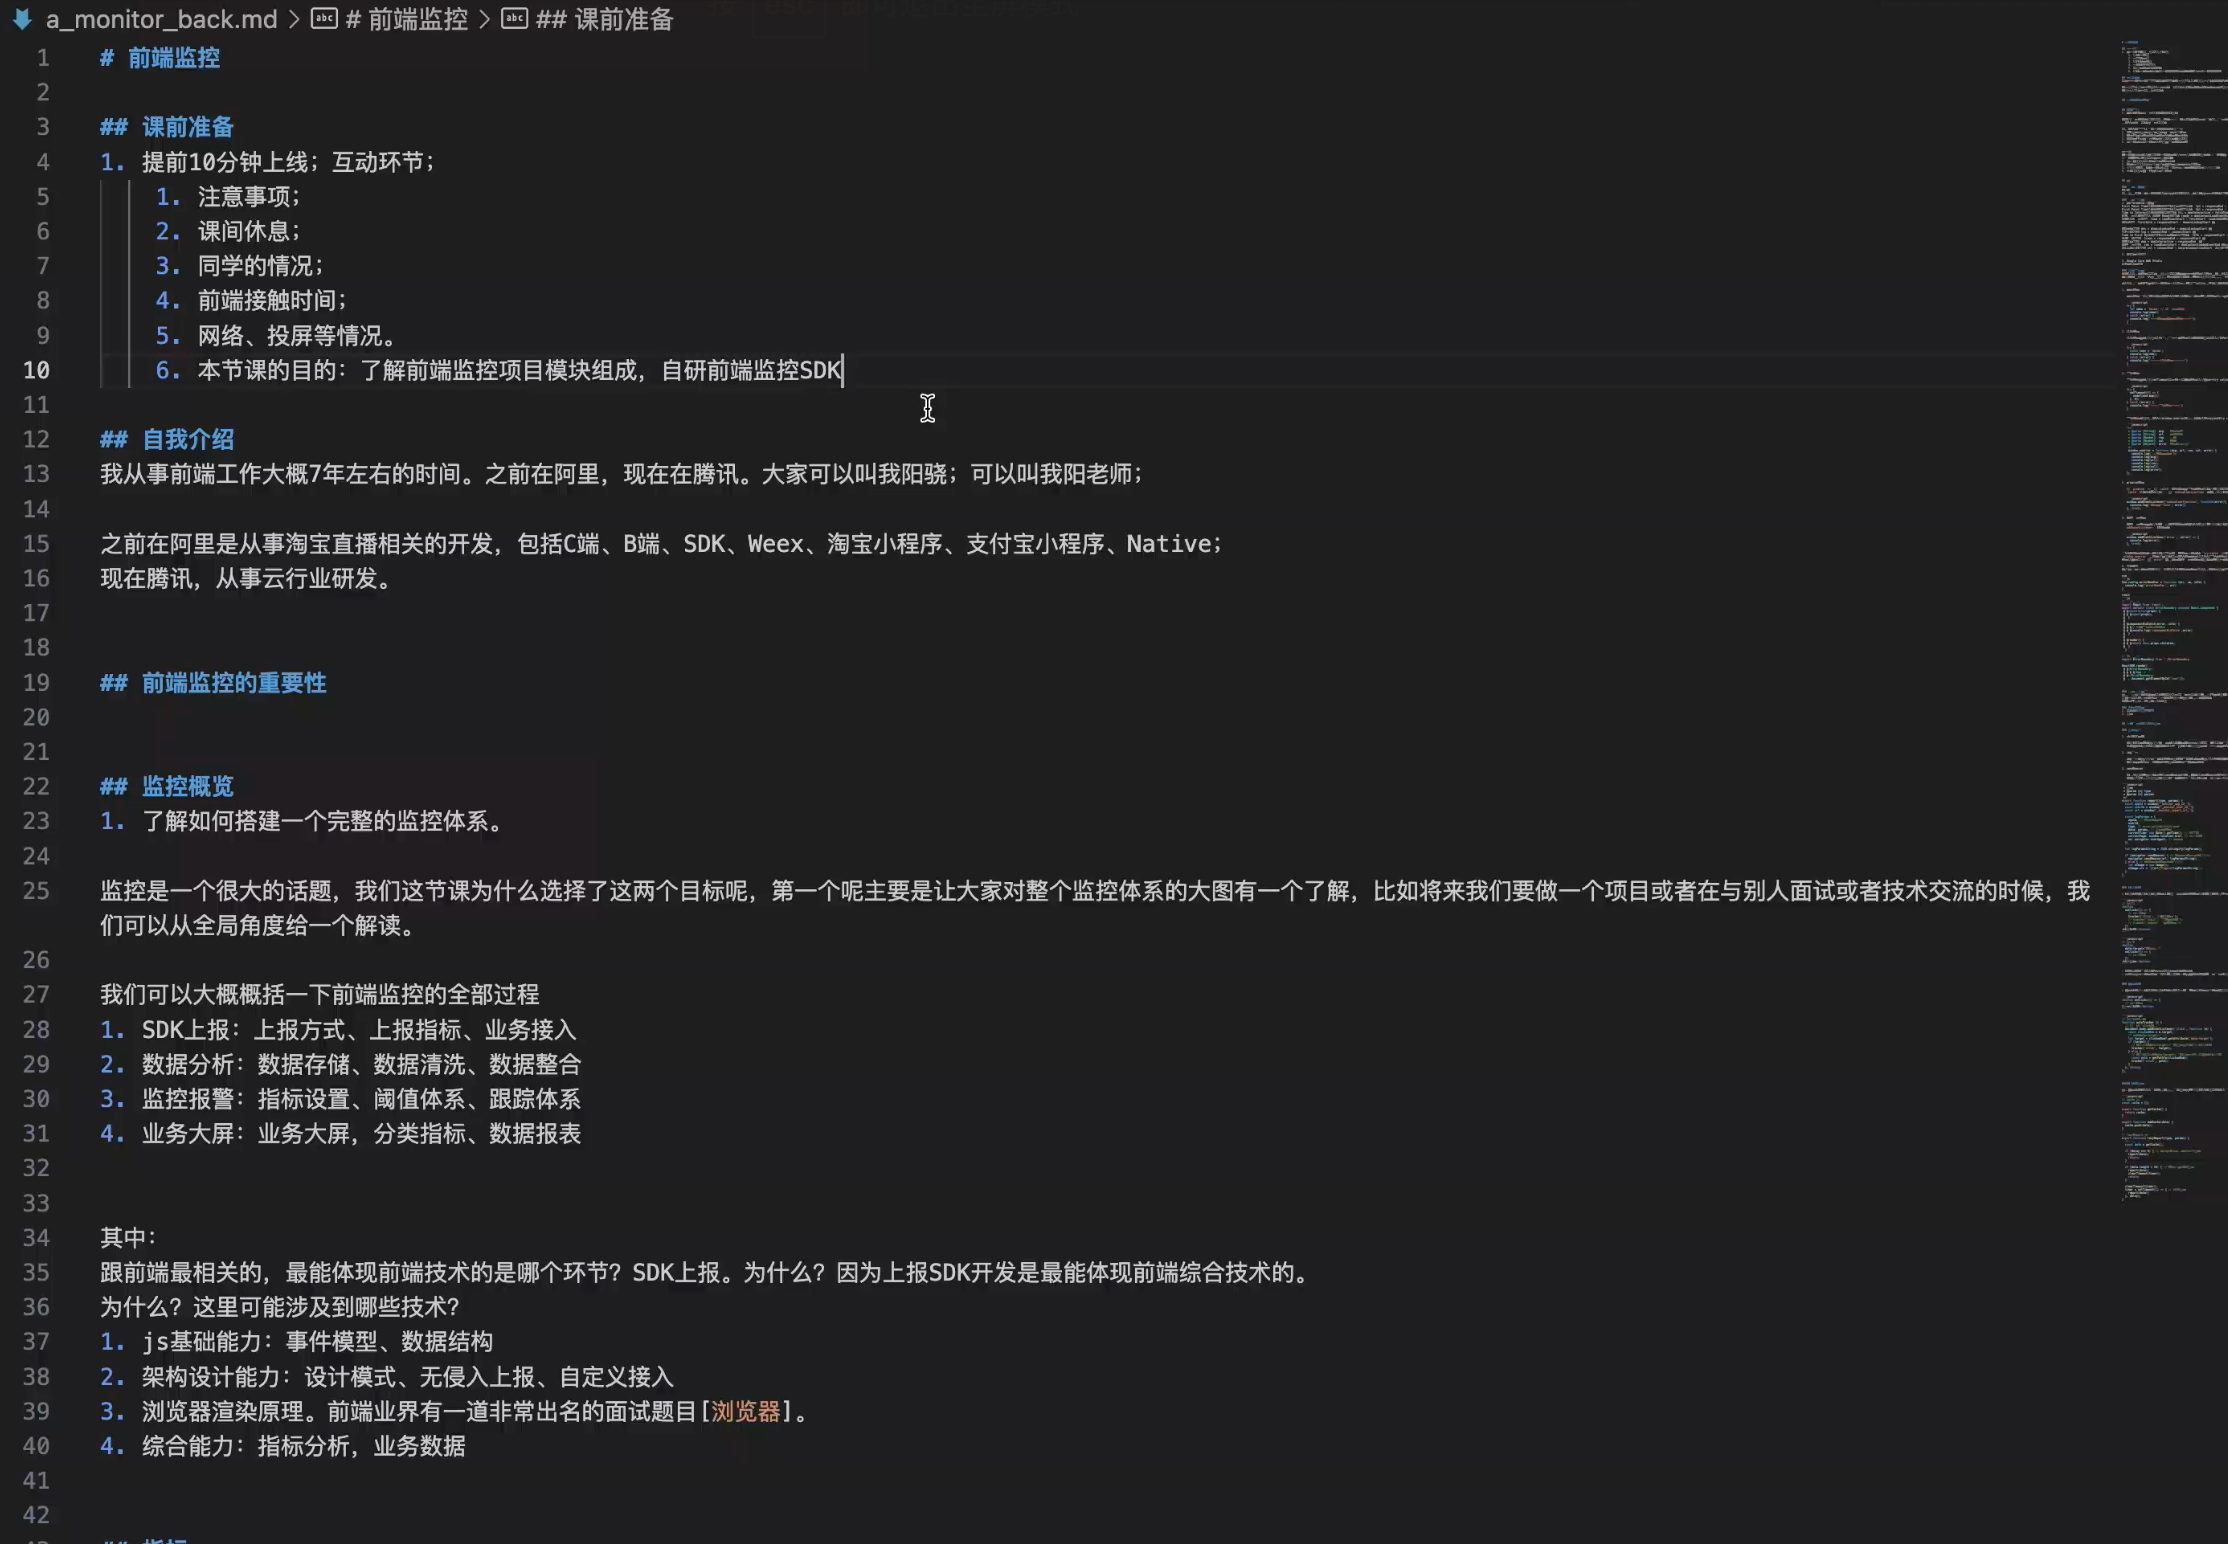 a_monitor_back.md > # 前端监控 > ## 课前准备
1 # 前端监控
2
3 ## 课前准备
4 1. 提前10分钟上线；互动环节；
5 1. 注意事项；
6 2. 课间休息；
7 3. 同学的情况；
8 4. 前端接触时间；
9 5. 网络、投屏等情况。
10 6. 本节课的目的：了解前端监控项目模块组成，自研前端监控SDK
11
12 ## 自我介绍
13 我从事前端工作大概7年左右的时间。之前在阿里，现在在腾讯。大家可以叫我阳骁；可以叫我阳老师；
14
15 之前在阿里是从事淘宝直播相关的开发，包括C端、B端、SDK、Weex、淘宝小程序、支付宝小程序、Native；
16 现在腾讯，从事云行业研发。
17
18
19 ## 前端监控的重要性
20
21
22 ## 监控概览
23 1. 了解如何搭建一个完整的监控体系。
24
25 监控是一个很大的话题，我们这节课为什么选择了这两个目标呢，第一个呢主要是让大家对整个监控体系的大图有一个了解，比如将来我们要做一个项目或者在与别人面试或者技术交流的时候，我
们可以从全局角度给一个解读。
26
27 我们可以大概概括一下前端监控的全部过程
28 1. SDK上报：上报方式、上报指标、业务接入
29 2. 数据分析：数据存储、数据清洗、数据整合
30 3. 监控报警：指标设置、阈值体系、跟踪体系
31 4. 业务大屏：业务大屏，分类指标、数据报表
32
33
34 其中：
35 跟前端最相关的，最能体现前端技术的是哪个环节？SDK上报。为什么？因为上报SDK开发是最能体现前端综合技术的。
36 为什么？这里可能涉及到哪些技术？
37 1. js基础能力：事件模型、数据结构
38 2. 架构设计能力：设计模式、无侵入上报、自定义接入
39 3. 浏览器渲染原理。前端业界有一道非常出名的面试题目[浏览器]。
40 4. 综合能力：指标分析，业务数据
41
42